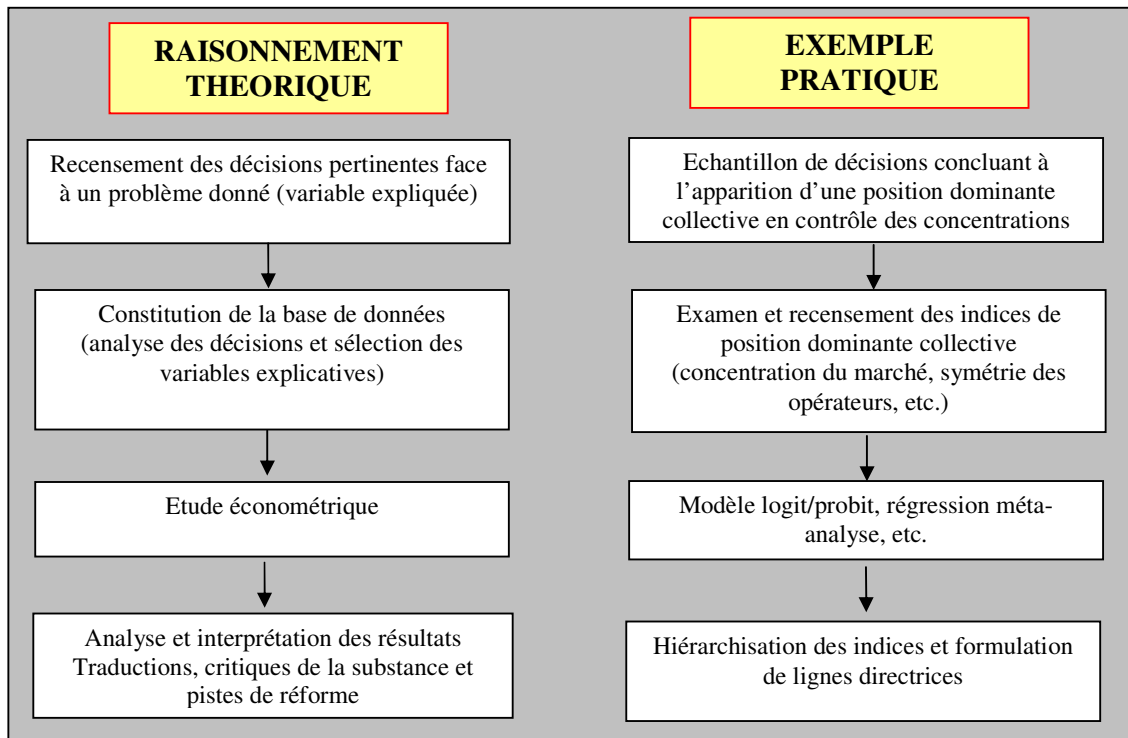 RAISONNEMENT
THEORIQUE
Recensement des décisions pertinentes face
à un problème donné (variable expliquée)
Constitution de la base de données
(analyse des décisions et sélection des
variables explicatives)
Etude économétrique
Analyse et interprétation des résultats
Traductions, critiques de la substance et
pistes de réforme
EXEMPLE
PRATIQUE
Echantillon de décisions concluant à
l’apparition d’une position dominante
collective en contrôle des concentrations
Examen et recensement des indices de
position dominante collective
(concentration du marché, symétrie des
opérateurs, etc.)
Modèle logit/probit, régression méta-
analyse, etc.
Hiérarchisation des indices et formulation
de lignes directrices